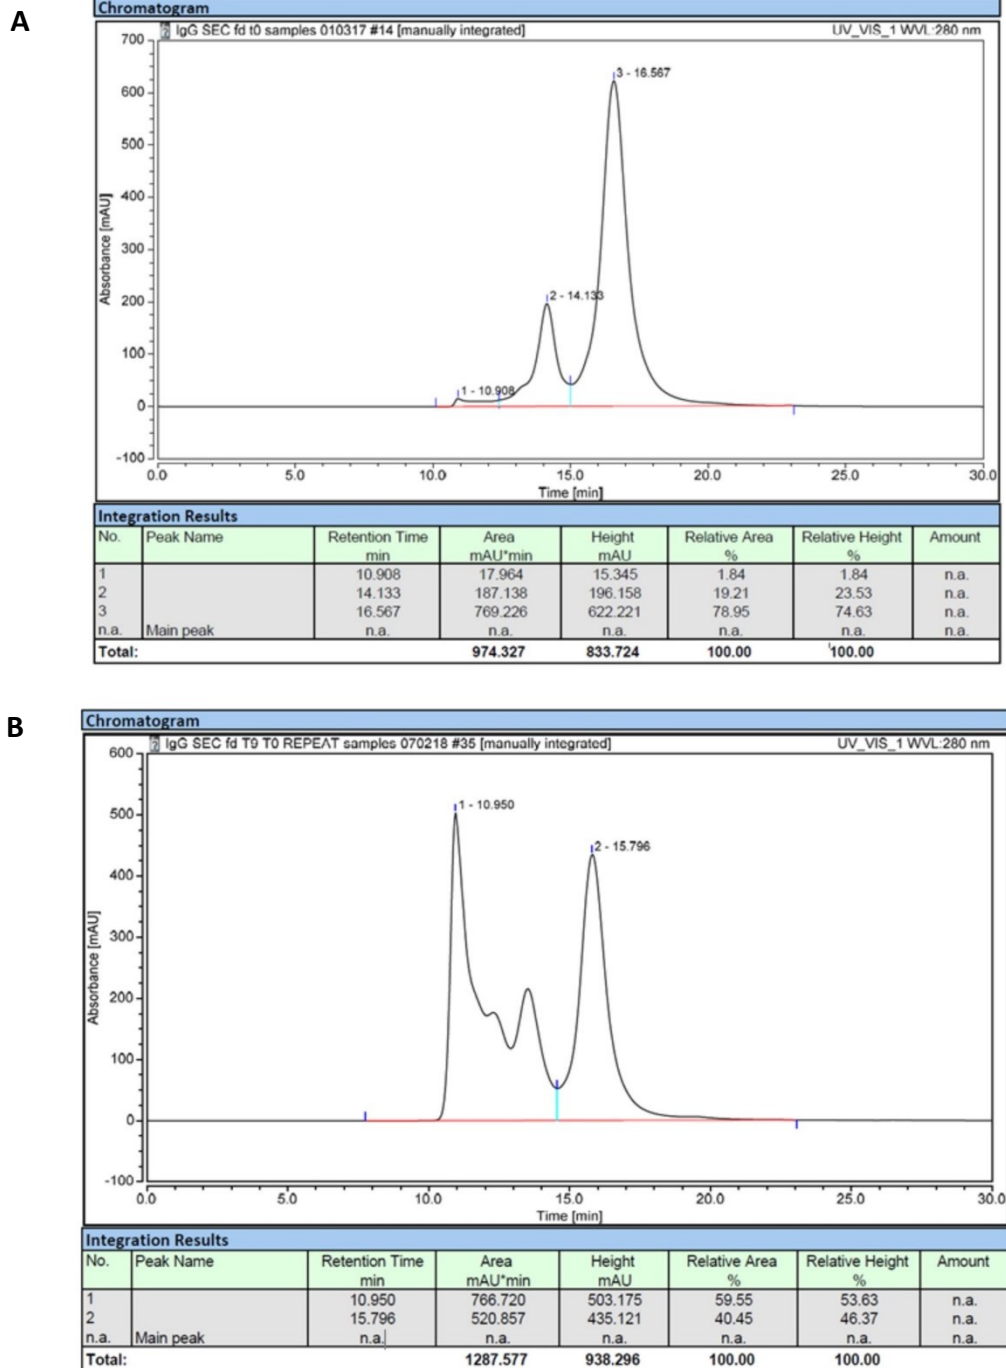 A
Chromatogram
IgG SEC fd t0 samples 010317 #14 [manually integrated] UV_VIS_1 WVL:280 nm
700
600
500
400
300
200
100
0
-100
Absorbance [mAU]
1 - 10.908
2 - 14.133
3 - 16.567
0.0 5.0 10.0 15.0 20.0 25.0 30.0
Time [min]
Integration Results
No. Peak Name Retention Time Area Height Relative Area Relative Height Amount
min mAU*min mAU % %
1 10.908 17.964 15.345 1.84 1.84 n.a.
2 14.133 187.138 196.158 19.21 23.53 n.a.
3 16.567 769.226 622.221 78.95 74.63 n.a.
n.a. Main peak n.a. n.a. n.a. n.a. n.a. n.a.
Total: 974.327 833.724 100.00 100.00
B
Chromatogram
IgG SEC fd T9 T0 REPEAT samples 070218 #35 [manually integrated] UV_VIS_1 WVL:280 nm
600
500
400
300
200
100
0
-100
Absorbance [mAU]
1 - 10.950
2 - 15.796
0.0 5.0 10.0 15.0 20.0 25.0 30.0
Time [min]
Integration Results
No. Peak Name Retention Time Area Height Relative Area Relative Height Amount
min mAU*min mAU % %
1 10.950 766.720 503.175 59.55 53.63 n.a.
2 15.796 520.857 435.121 40.45 46.37 n.a.
n.a. Main peak n.a. n.a. n.a. n.a. n.a. n.a.
Total: 1287.577 938.296 100.00 100.00